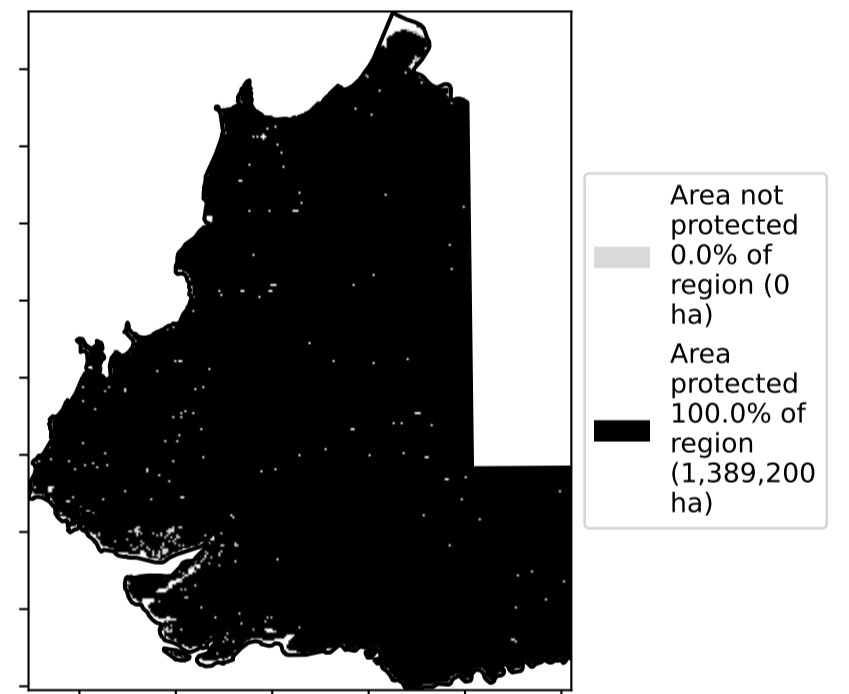 Area not
protected
0.0% of
region (0
ha)
Area
protected
100.0% of
region
(1,389,200
ha)